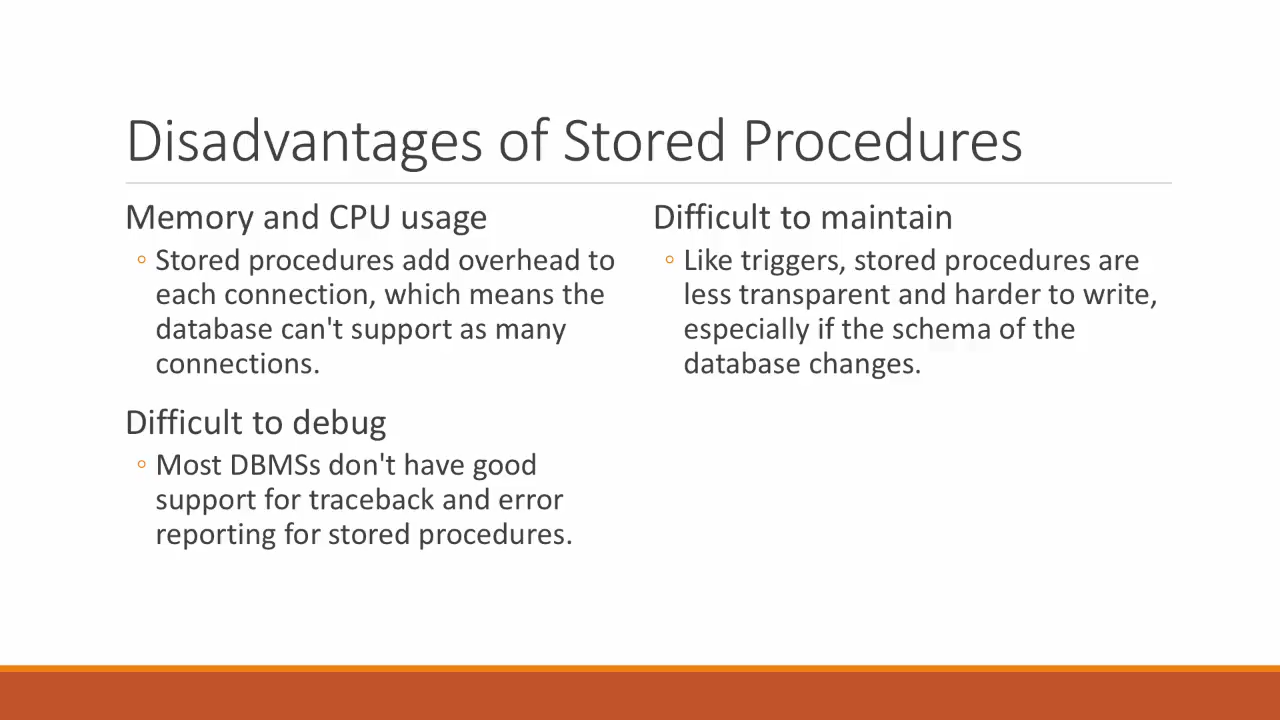 Disadvantages of Stored Procedures
Memory and CPU usage
◦ Stored procedures add overhead to
each connection, which means the
database can't support as many
connections.
Difficult to debug
◦ Most DBMSs don't have good
support for traceback and error
reporting for stored procedures.
Difficult to maintain
◦ Like triggers, stored procedures are
less transparent and harder to write,
especially if the schema of the
database changes.